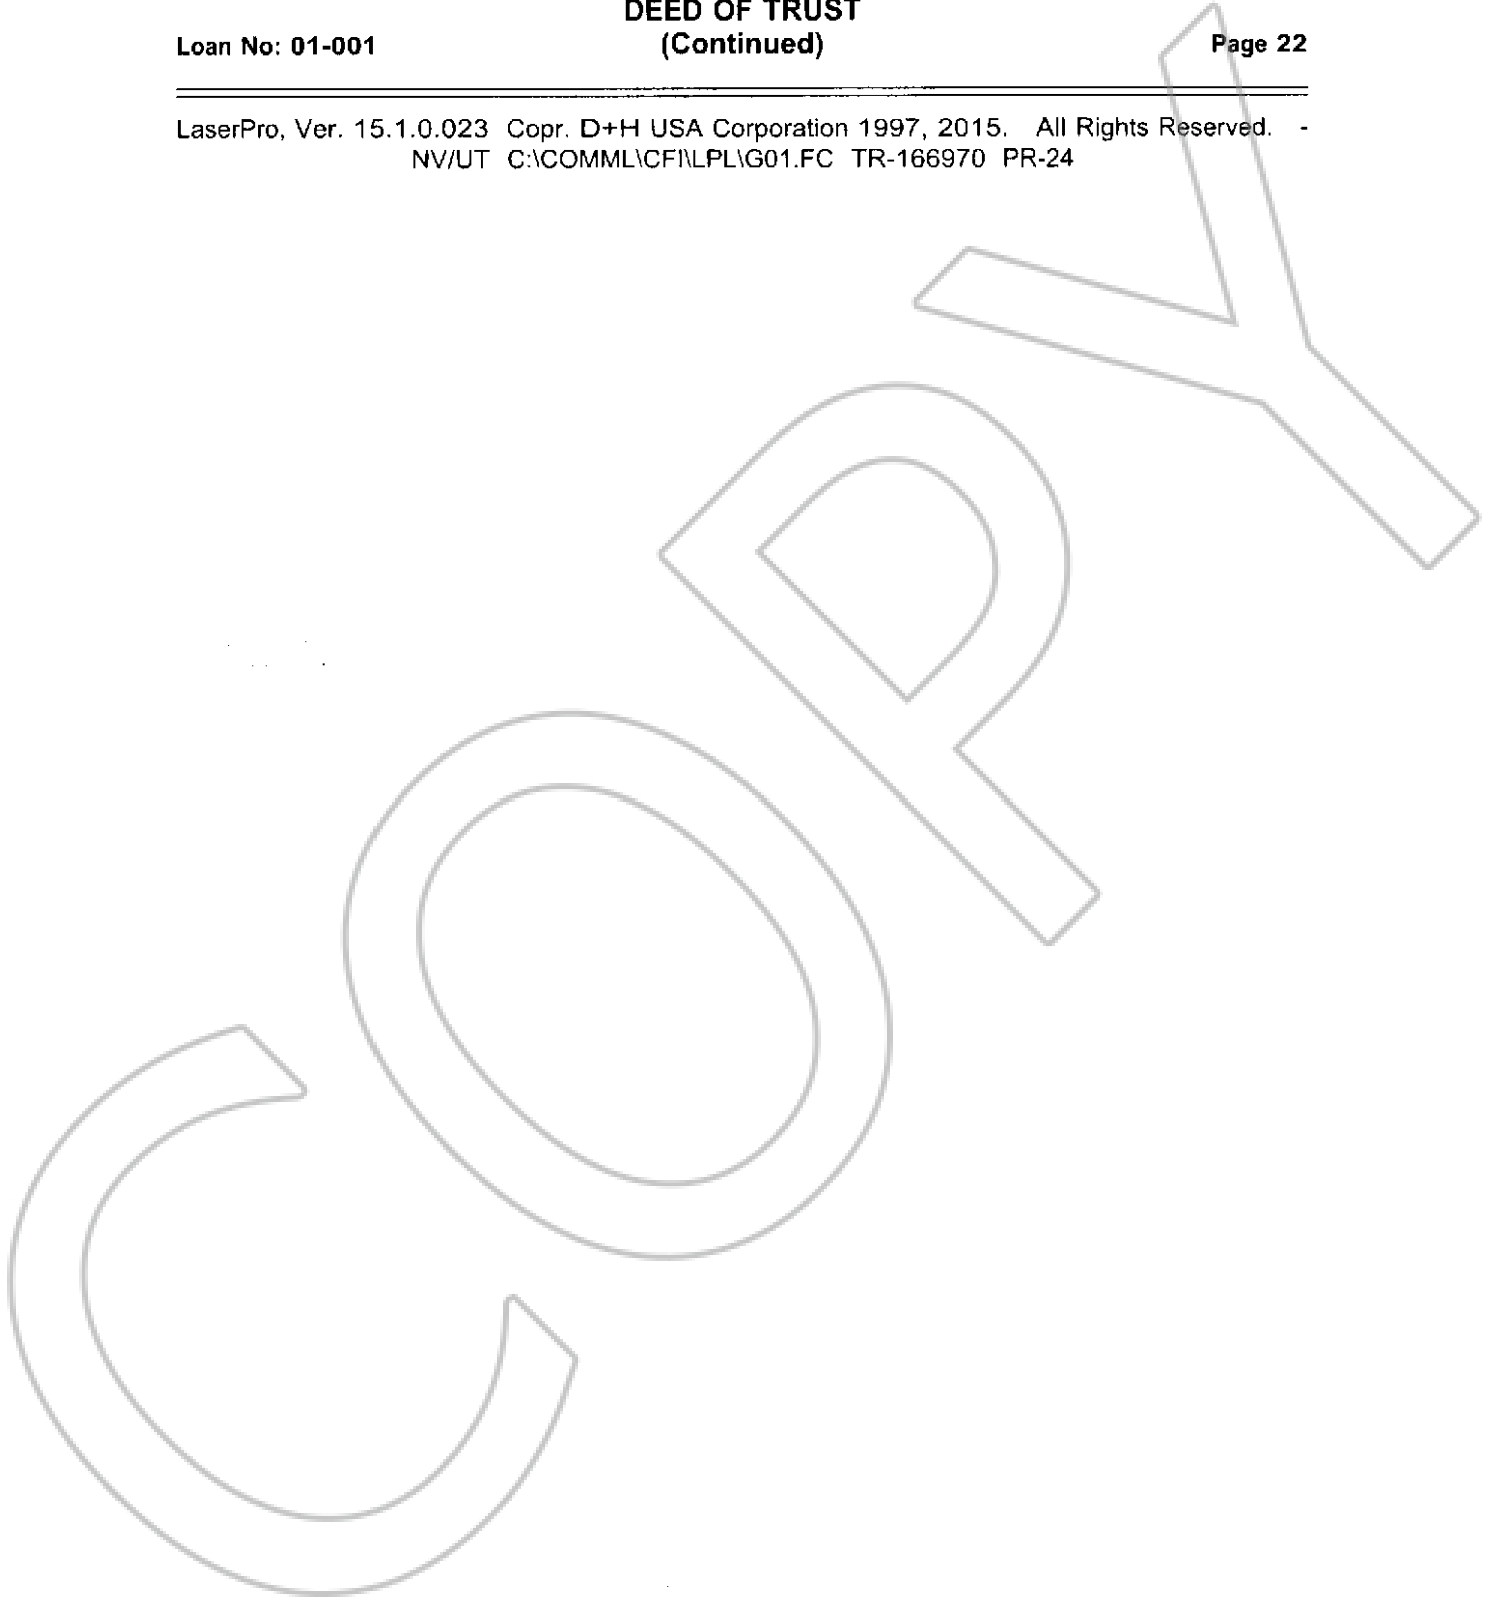 DEED OF TRUST
Loan No: 01-001 (Continued) Page 22
LaserPro, Ver. 15.1.0.023 Copr. D+H USA Corporation 1997, 2015. All Rights Reserved. -
NV/UT C:\COMML\CFI\LPL\G01.FC TR-166970 PR-24
COPY